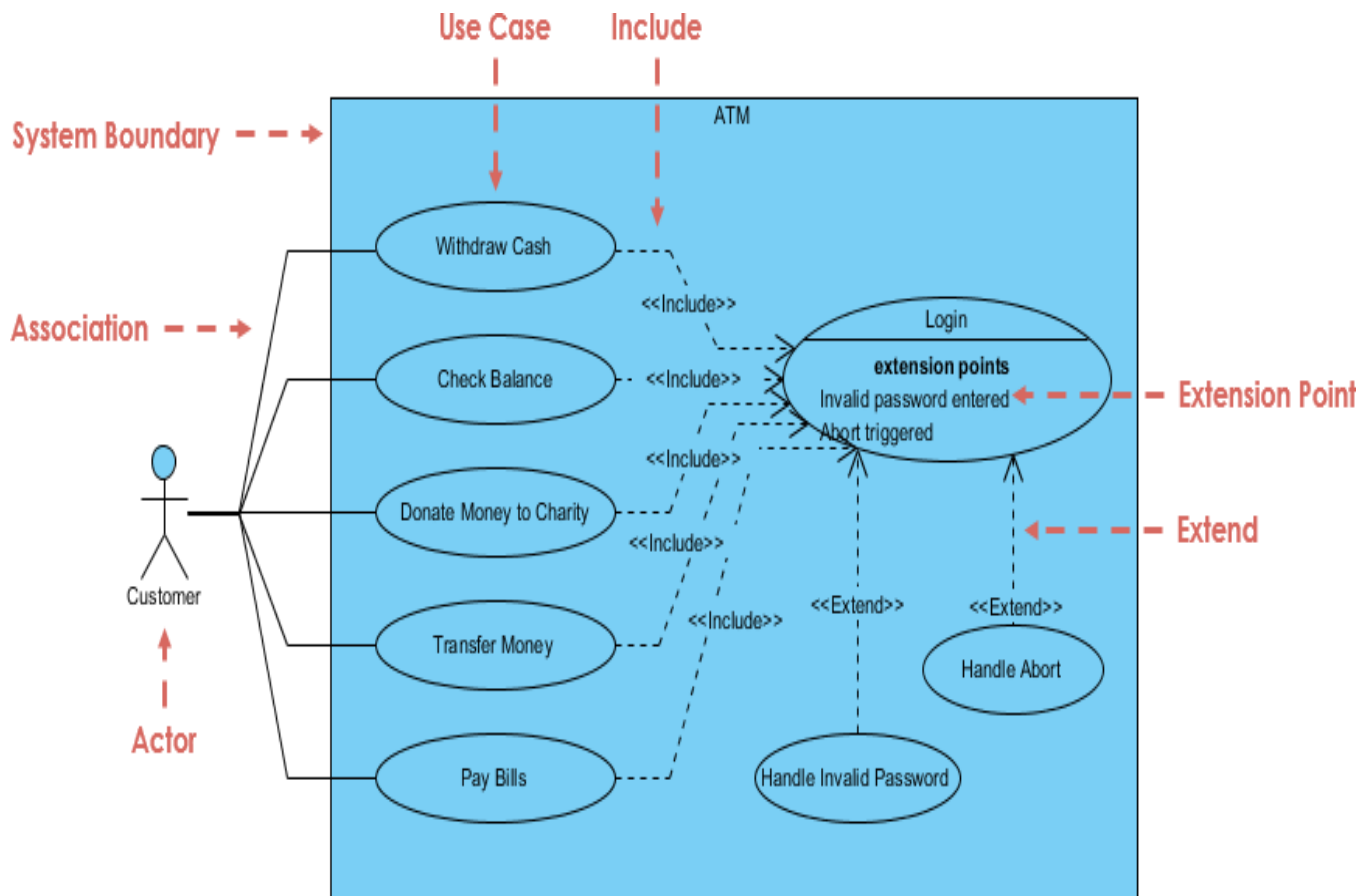 Use Case
Include
ATM
System Boundary
Withdraw Cash
<<Include>>
Association
Login
extension points
Check Balance
<<Include>>
Invalid password entered
Extension Point
Abort triggered
<<Include>>
Donate Money to Charity
Extend
<<Include>>
Customer
<<Extend>>
<<Extend>>
<<Include>>
Transfer Money
Handle Abort
Actor
Pay Bills
Handle Invalid Password